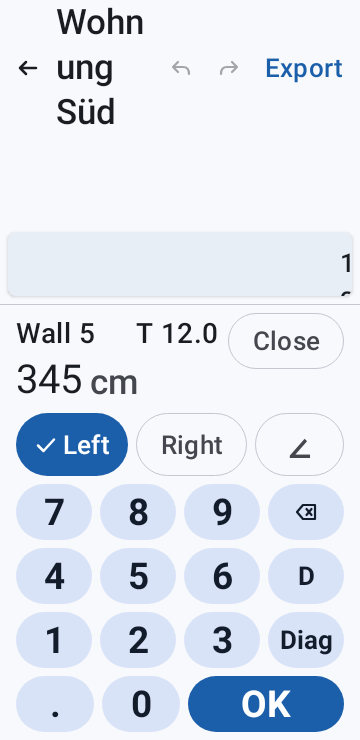 Wohn
ung
Süd
Export
1
Wall 5 T 12.0 Close
345 cm
Left Right
7 8 9
4 5 6 D
1 2 3 Diag
. 0 OK